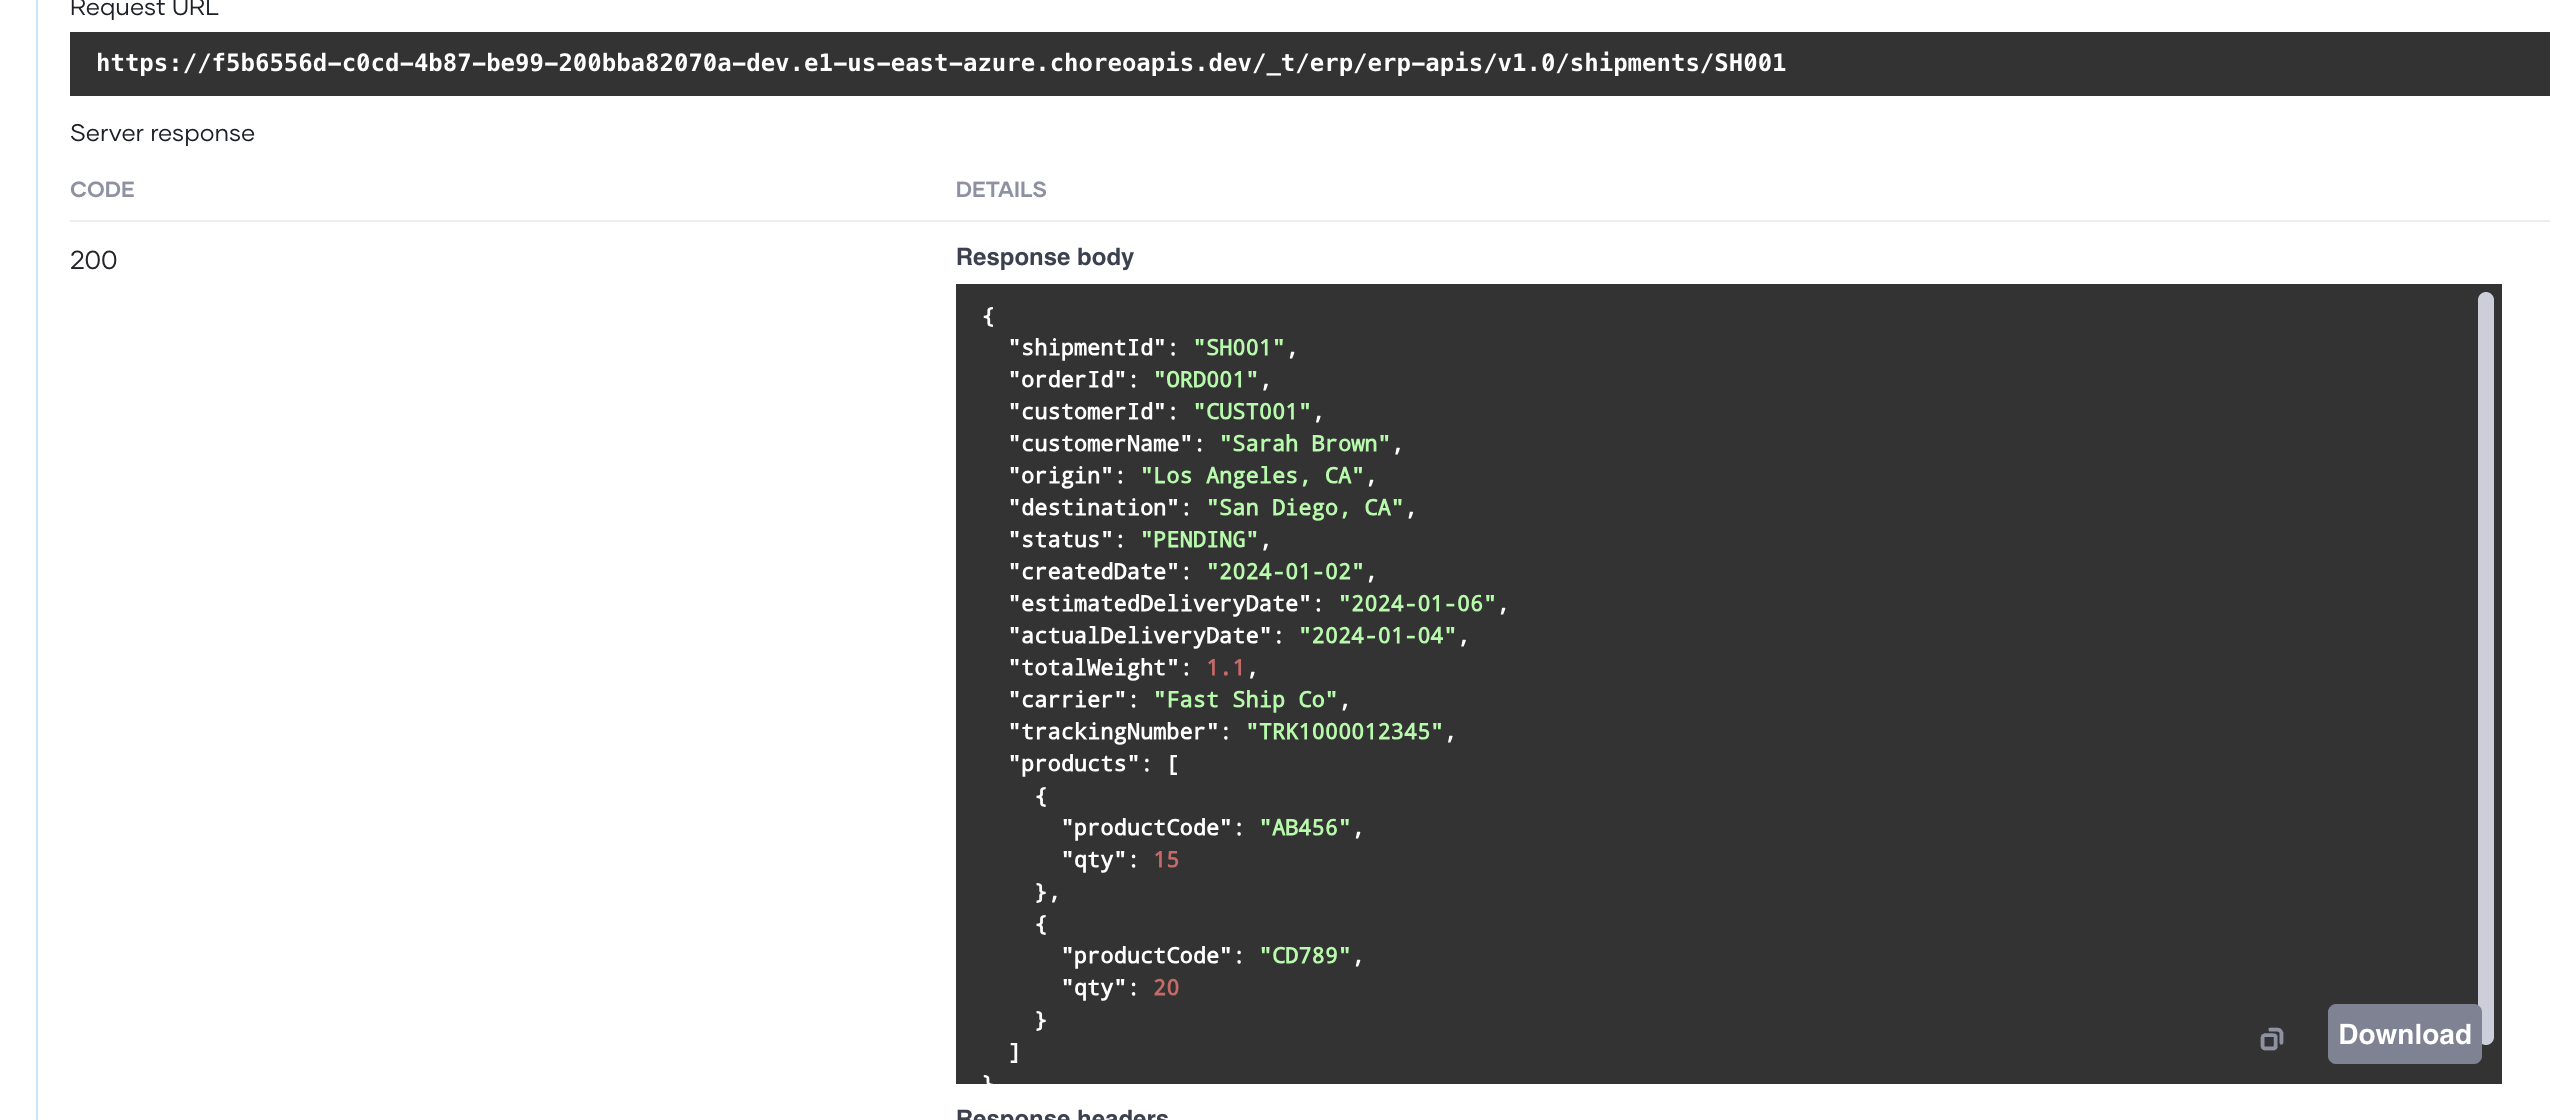 Request URL
https://f5b6556d-c0cd-4b87-be99-200bba82070a-dev.e1-us-east-azure.choreoapis.dev/_t/erp/erp-apis/v1.0/shipments/SH001
Server response
CODE DETAILS
200 Response body
{
  "shipmentId": "SH001",
  "orderId": "ORD001",
  "customerId": "CUST001",
  "customerName": "Sarah Brown",
  "origin": "Los Angeles, CA",
  "destination": "San Diego, CA",
  "status": "PENDING",
  "createdDate": "2024-01-02",
  "estimatedDeliveryDate": "2024-01-06",
  "actualDeliveryDate": "2024-01-04",
  "totalWeight": 1.1,
  "carrier": "Fast Ship Co",
  "trackingNumber": "TRK1000012345",
  "products": [
    {
      "productCode": "AB456",
      "qty": 15
    },
    {
      "productCode": "CD789",
      "qty": 20
    }
  ]
}
Download
Response headers